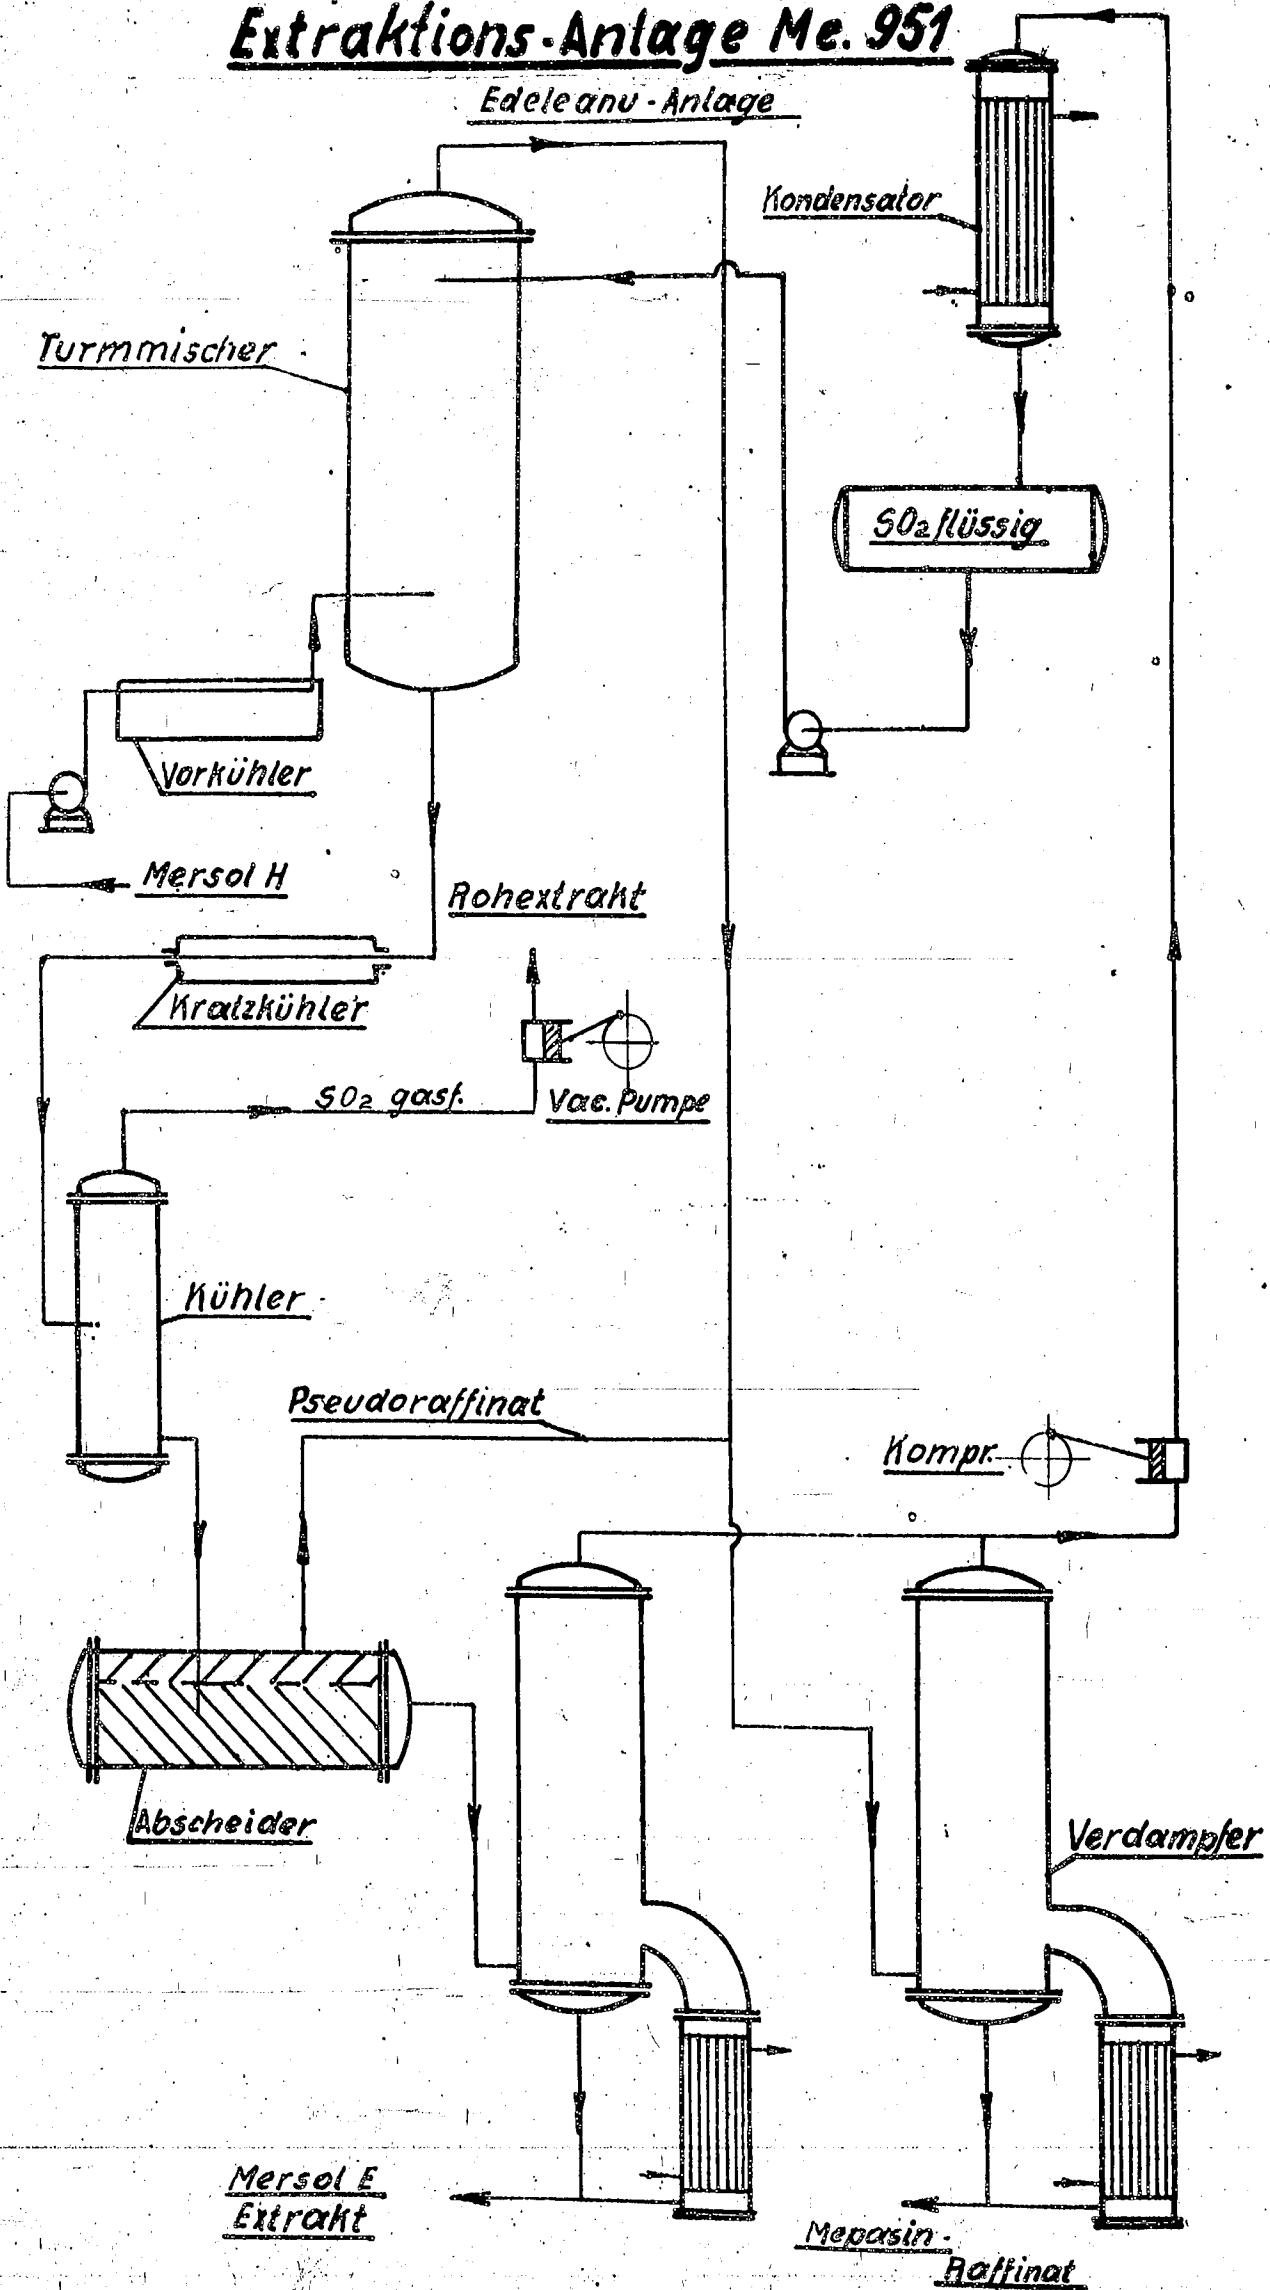 Extraktions-Anlage Me. 951
Edeleanu-Anlage
Kondensator
Turmmischer
SO2 flüssig
Vorkühler
Mersol H
Rohextrakt
Kratzkühler
SO2 gasf.
Vac. Pumpe
Kühler
Pseudoraffinat
Kompr.
Abscheider
Verdampfer
Mersol E
Extrakt
Mepasin-
Raffinat